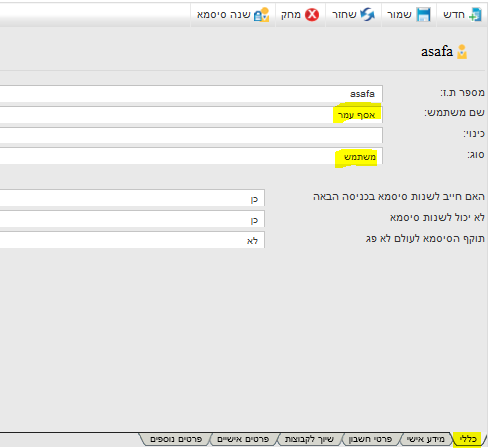 חדש שמור שחזר מחק שנה סיסמא
asafa
מספר ת.ז: asafa
שם משתמש: אסף עמר
כינוי:
סוג: משתמש
האם חייב לשנות סיסמא בכניסה הבאה כן
לא יכול לשנות סיסמא כן
תוקף הסיסמא לעולם לא פג לא
כללי מידע אישי פרטי חשבון שיוך לקבוצות פרטים אישיים פרטים נוספים